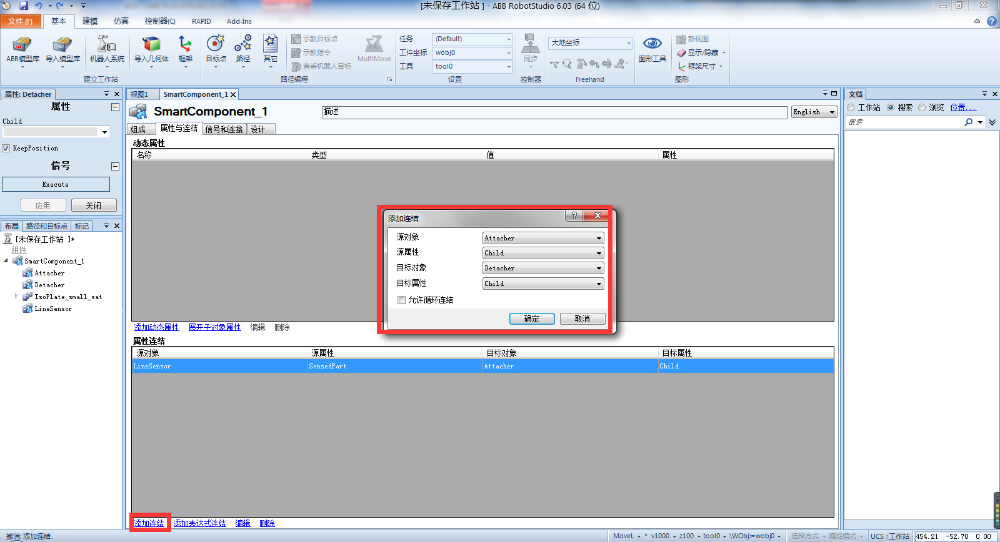 [未保存工作站 ] - ABB RobotStudio 6.03 (64 位)
文件(F) 基本 建模 仿真 控制器(C) RAPID Add-Ins
ABB模型库 导入模型库 机器人系统 导入几何体 框架
建立工作站
目标点 路径 其它
示教目标点
示教指令
查看机器人目标
MultiMove
路径编程
任务 (Default)
工件坐标 wobj0
工具 tool0
设置
同步
控制器
大地坐标
Freehand
图形工具
新视图
显示/隐藏
框架尺寸
图形
属性: Detacher
属性
Child
KeepPosition
信号
Execute
应用 关闭
布局 路径和目标点 标记
[未保存工作站 ]*
组件
SmartComponent_1
Attacher
Detacher
IsoPlate_small_sat
LineSensor
视图1 SmartComponent_1
SmartComponent_1
描述
English
组成 属性与连结 信号和连接 设计
动态属性
名称 类型 值 属性
添加动态属性 展开子对象属性 编辑 删除
属性连结
源对象 源属性 目标对象 目标属性
LineSensor SensedPart Attacher Child
添加连结 添加表达式连结 编辑 删除
添加连结
?
源对象 Attacher
源属性 Child
目标对象 Detacher
目标属性 Child
允许循环连结
确定 取消
文档
工作站 搜索 浏览 位置...
搜索
撤消: 添加连结.
MoveL * v1000 z100 tool0 \WObj:=wobj0 选择方式 捕捉模式 UCS : 工作站 454.21 -52.70 0.00